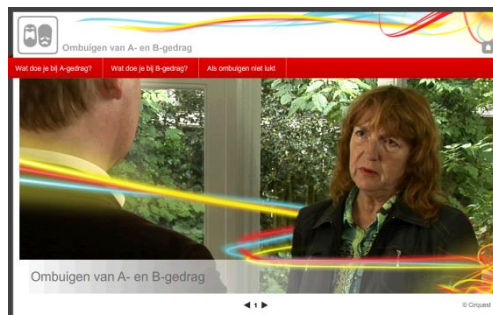 Ombuigen van A- en B-gedrag
Wat doe je bij A-gedrag? Wat doe je bij B-gedrag? Als ombuigen niet lukt
Ombuigen van A- en B-gedrag
1
© Cirquest